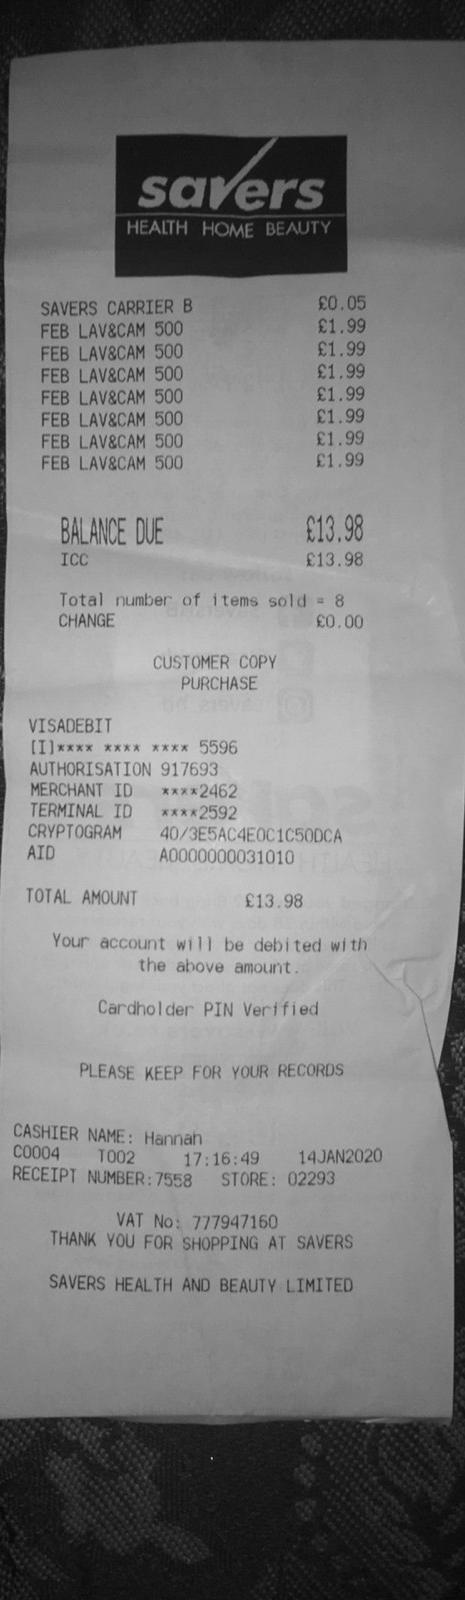 savers
HEALTH HOME BEAUTY
SAVERS CARRIER B £0.05
FEB LAV&CAM 500 £1.99
FEB LAV&CAM 500 £1.99
FEB LAV&CAM 500 £1.99
FEB LAV&CAM 500 £1.99
FEB LAV&CAM 500 £1.99
FEB LAV&CAM 500 £1.99
FEB LAV&CAM 500 £1.99
BALANCE DUE £13.98
ICC £13.98
Total number of items sold = 8
CHANGE £0.00
CUSTOMER COPY
PURCHASE
VISADEBIT
[I]**** **** **** 5596
AUTHORISATION 917693
MERCHANT ID ****2462
TERMINAL ID ****2592
CRYPTOGRAM 40/3E5AC4E0C1C50DCA
AID A0000000031010
TOTAL AMOUNT £13.98
Your account will be debited with
the above amount.
Cardholder PIN Verified
PLEASE KEEP FOR YOUR RECORDS
CASHIER NAME: Hannah
C0004 T002 17:16:49 14JAN2020
RECEIPT NUMBER:7558 STORE: 02293
VAT No: 777947160
THANK YOU FOR SHOPPING AT SAVERS
SAVERS HEALTH AND BEAUTY LIMITED